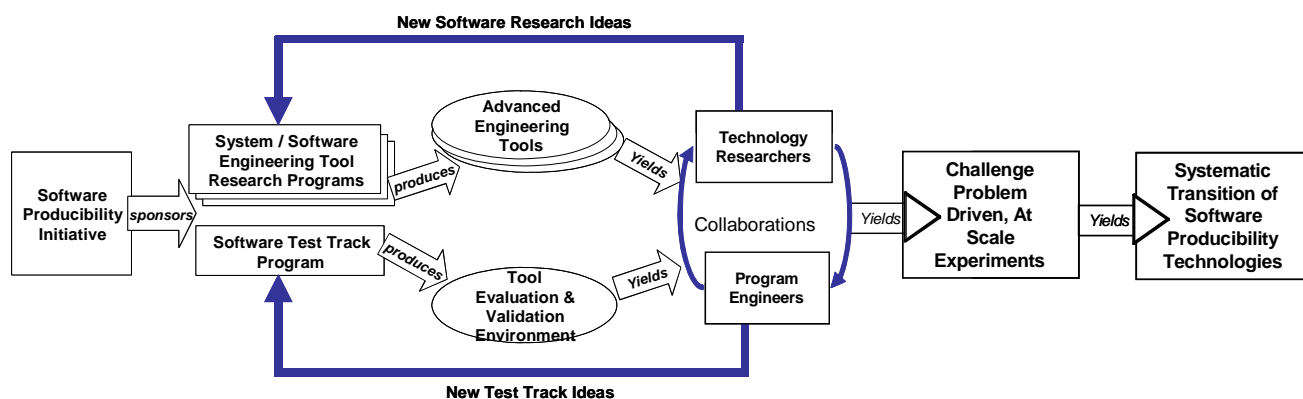 New Software Research Ideas
Software
Producibility
Initiative
sponsors
System / Software
Engineering Tool
Research Programs
produces
Advanced
Engineering
Tools
Yields
Technology
Researchers
Software Test Track
Program
produces
Tool
Evaluation &
Validation
Environment
Yields
Collaborations
Program
Engineers
Yields
Challenge
Problem
Driven, At
Scale
Experiments
Yields
Systematic
Transition of
Software
Producibility
Technologies
New Test Track Ideas